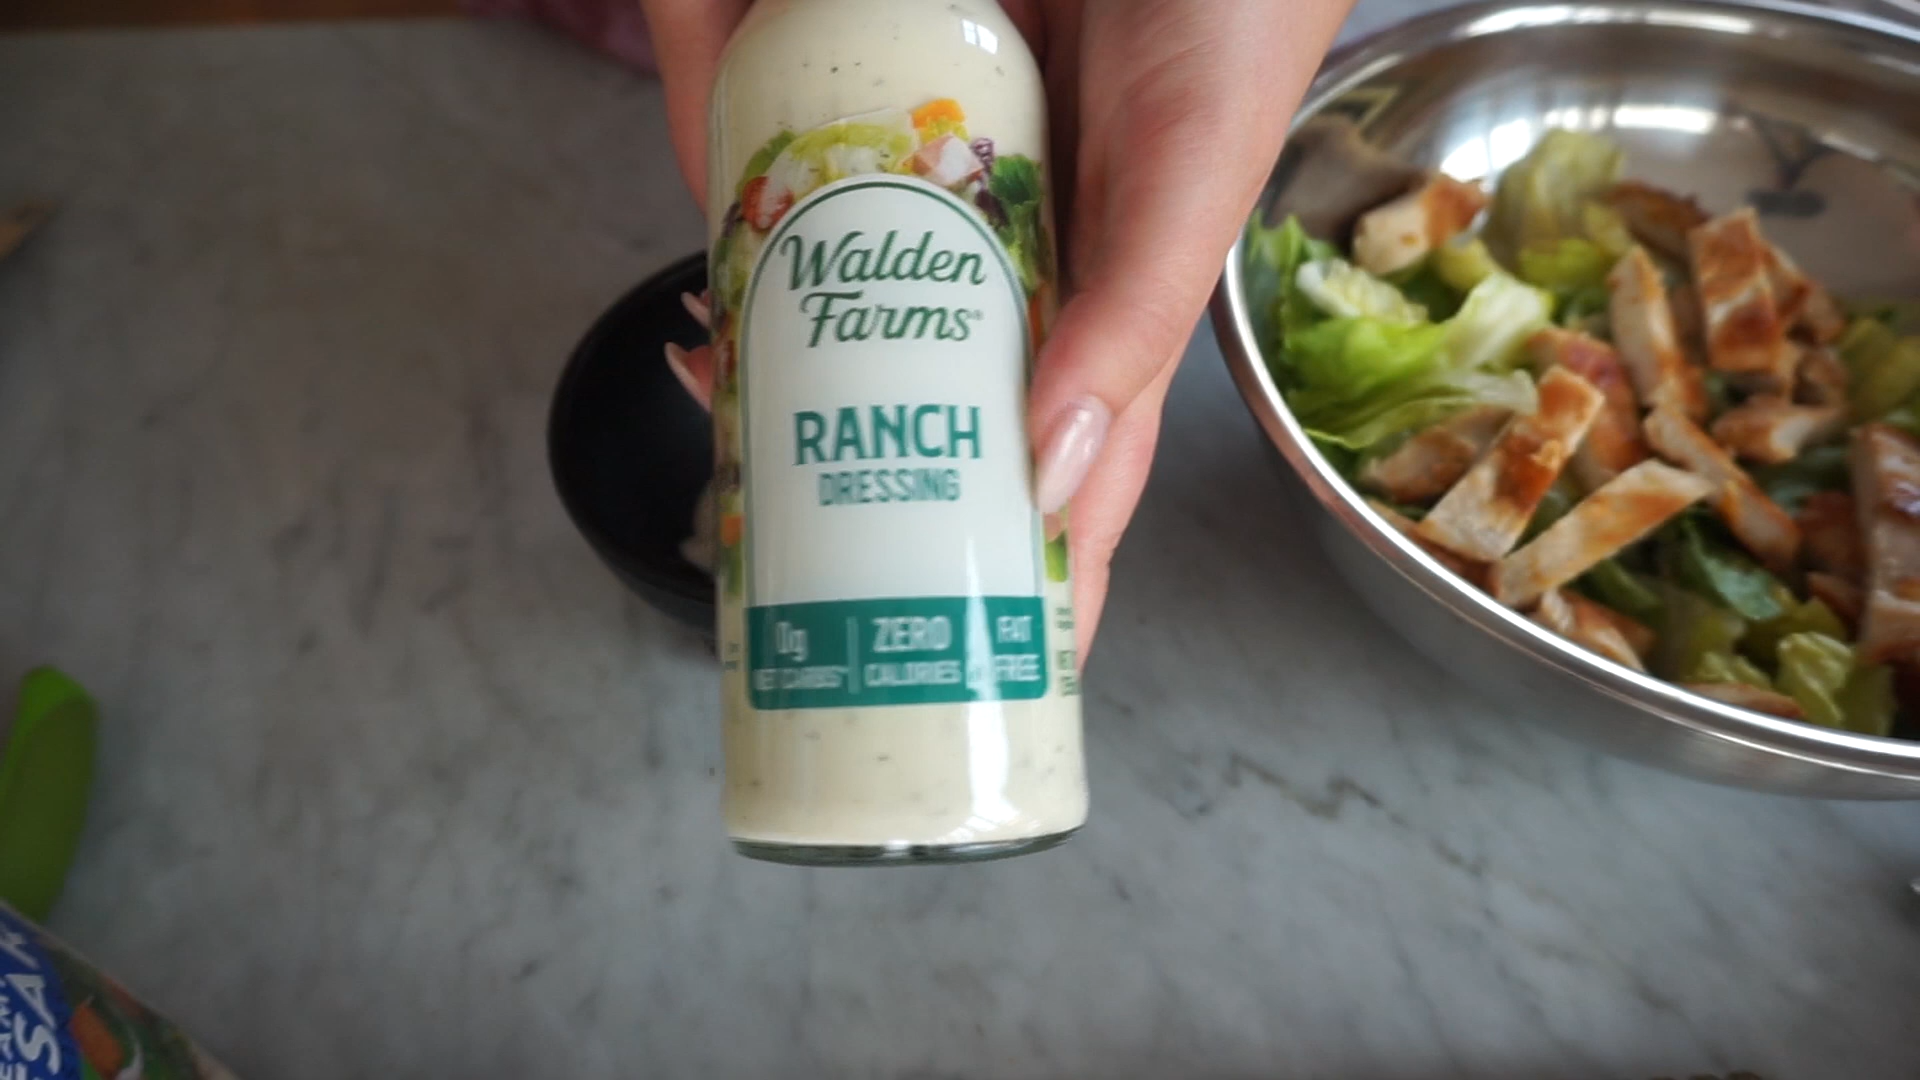 Walden
Farms®
RANCH
DRESSING
0g
NET CARBS
ZERO
CALORIES
FAT
FREE